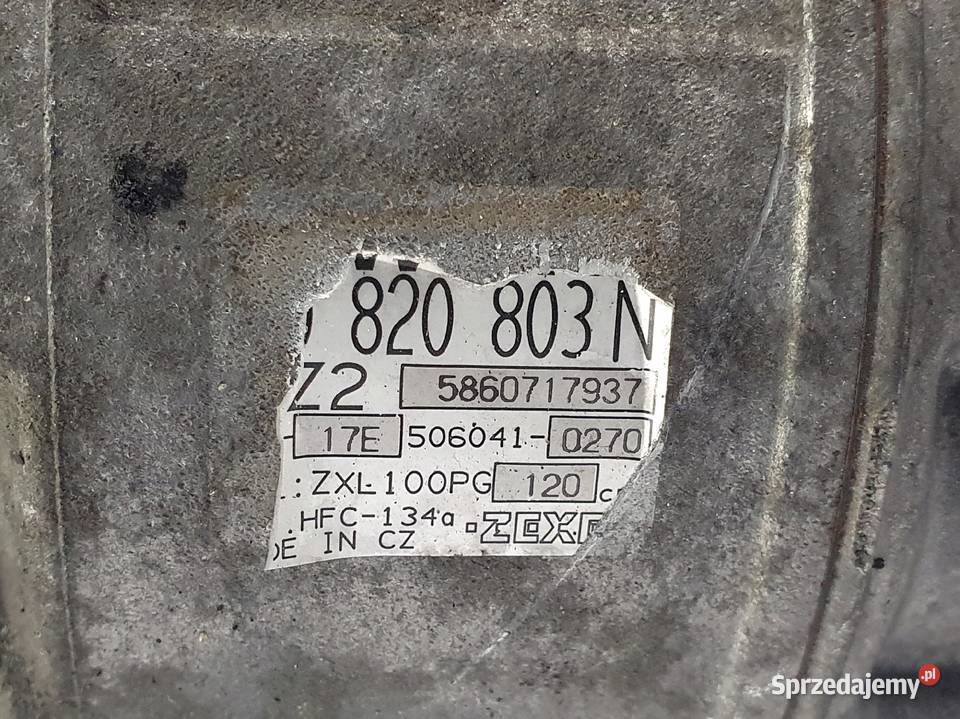 820 803 N
Z2 5860717937
- 17E 506041- 0270
.: ZXL100PG 120 c
. HFC-134a ZEXE
DE IN CZ
Sprzedajemy.pl